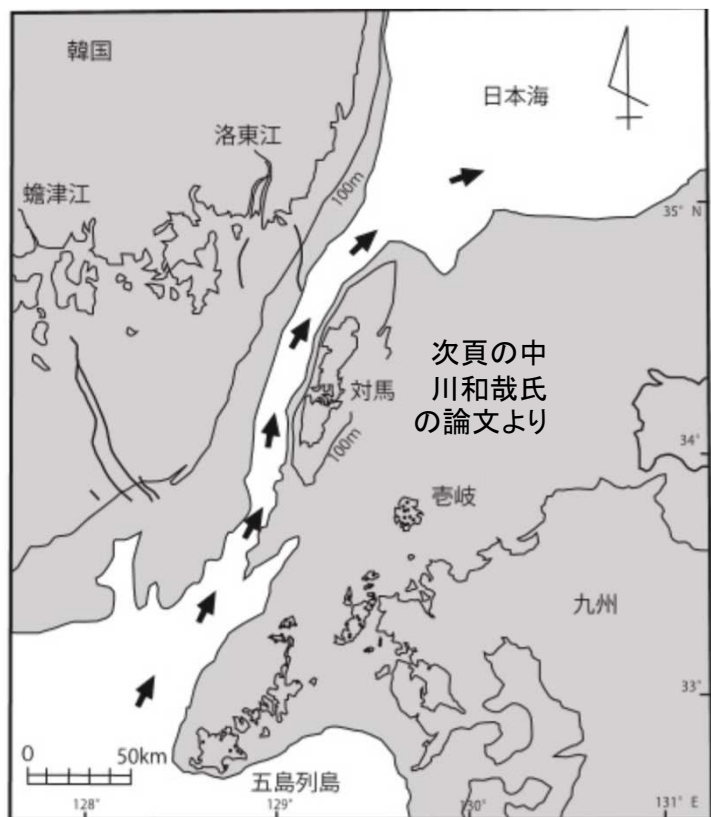 韓国
日本海
洛東江
蟾津江
100m
35° N
次頁の中
川和哉氏
の論文より
対馬
100m
34°
壱岐
九州
33°
0
50km
五島列島
128°
129°
130°
131° E